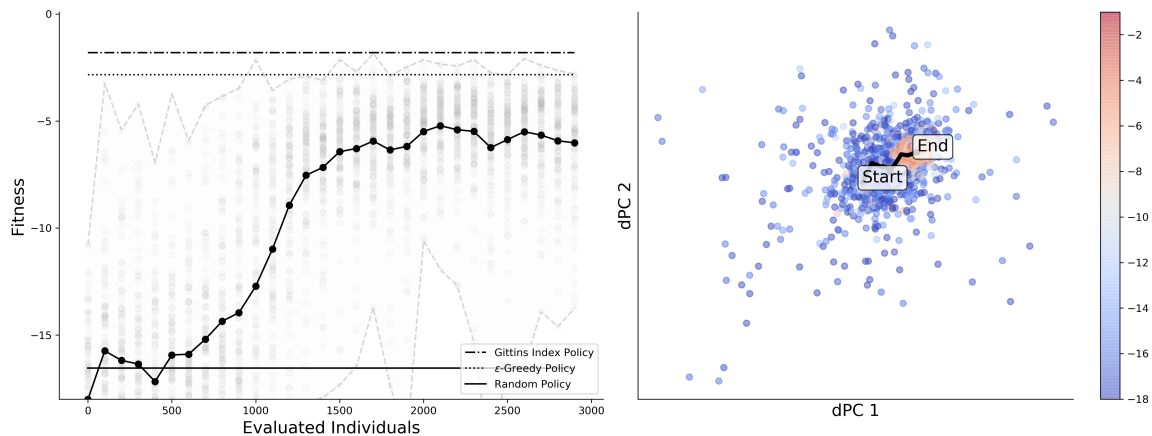 0
−5
−10
−15
Fitness
0
500
1000
1500
2000
2500
3000
Evaluated Individuals
Gittins Index Policy
ε-Greedy Policy
Random Policy
dPC 2
dPC 1
Start
End
−2
−4
−6
−8
−10
−12
−14
−16
−18